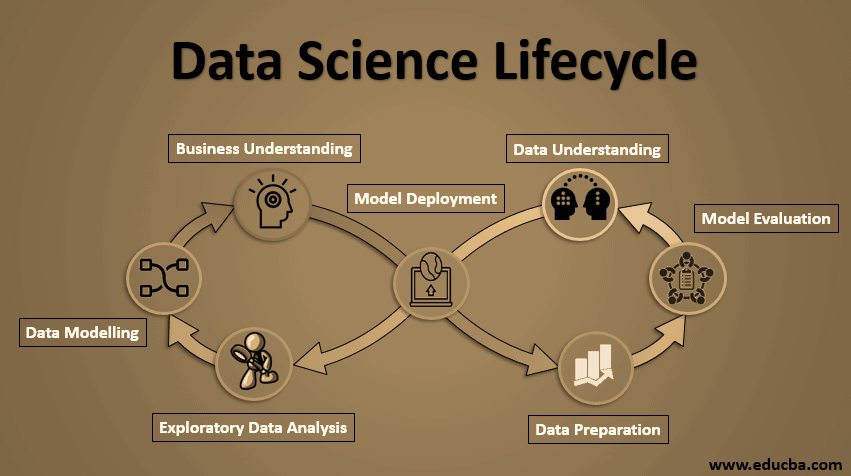 Data Science Lifecycle
Business Understanding
Data Understanding
Model Deployment
Model Evaluation
Data Modelling
Exploratory Data Analysis
Data Preparation
www.educba.com